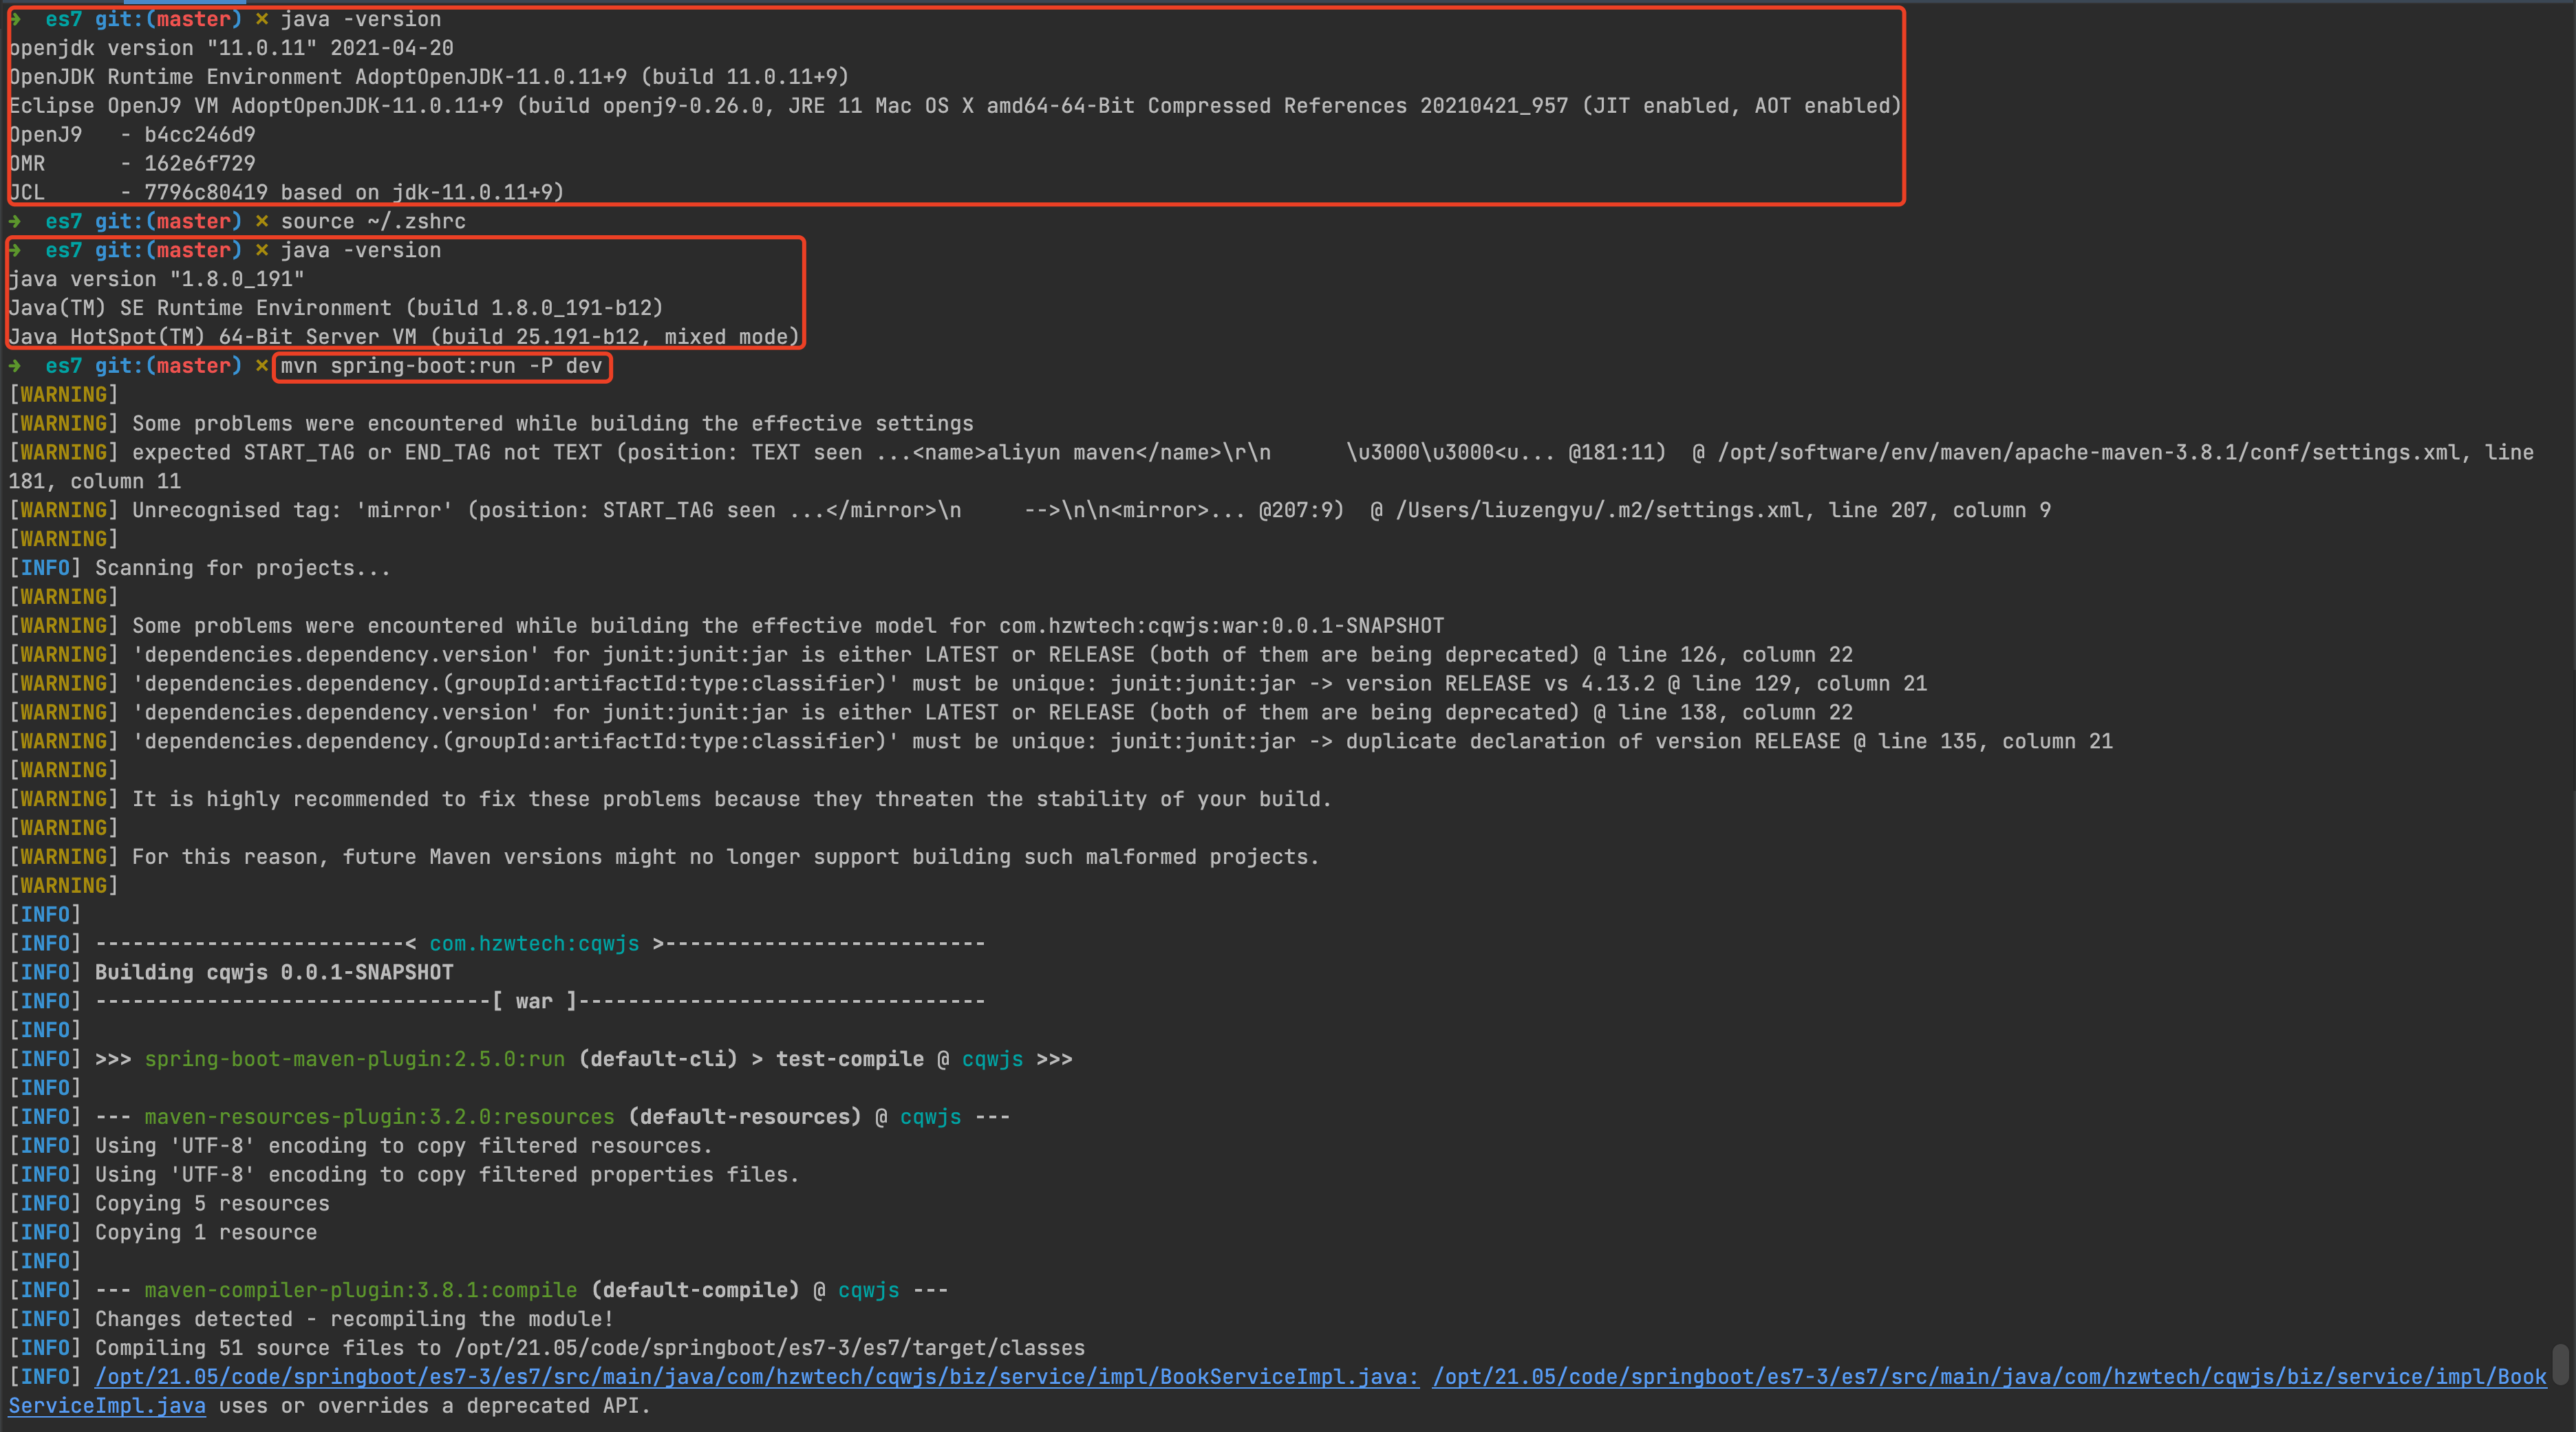 ➜  es7 git:(master) ✗ java -version
openjdk version "11.0.11" 2021-04-20
OpenJDK Runtime Environment AdoptOpenJDK-11.0.11+9 (build 11.0.11+9)
Eclipse OpenJ9 VM AdoptOpenJDK-11.0.11+9 (build openj9-0.26.0, JRE 11 Mac OS X amd64-64-Bit Compressed References 20210421_957 (JIT enabled, AOT enabled)
OpenJ9   - b4cc246d9
OMR      - 162e6f729
JCL      - 7796c80419 based on jdk-11.0.11+9)
➜  es7 git:(master) ✗ source ~/.zshrc
➜  es7 git:(master) ✗ java -version
java version "1.8.0_191"
Java(TM) SE Runtime Environment (build 1.8.0_191-b12)
Java HotSpot(TM) 64-Bit Server VM (build 25.191-b12, mixed mode)
➜  es7 git:(master) ✗ mvn spring-boot:run -P dev
[WARNING]
[WARNING] Some problems were encountered while building the effective settings
[WARNING] expected START_TAG or END_TAG not TEXT (position: TEXT seen ...<name>aliyun maven</name>\r\n      \u3000\u3000<u... @181:11)  @ /opt/software/env/maven/apache-maven-3.8.1/conf/settings.xml, line
181, column 11
[WARNING] Unrecognised tag: 'mirror' (position: START_TAG seen ...</mirror>\n     -->\n\n<mirror>... @207:9)  @ /Users/liuzengyu/.m2/settings.xml, line 207, column 9
[WARNING]
[INFO] Scanning for projects...
[WARNING]
[WARNING] Some problems were encountered while building the effective model for com.hzwtech:cqwjs:war:0.0.1-SNAPSHOT
[WARNING] 'dependencies.dependency.version' for junit:junit:jar is either LATEST or RELEASE (both of them are being deprecated) @ line 126, column 22
[WARNING] 'dependencies.dependency.(groupId:artifactId:type:classifier)' must be unique: junit:junit:jar -> version RELEASE vs 4.13.2 @ line 129, column 21
[WARNING] 'dependencies.dependency.version' for junit:junit:jar is either LATEST or RELEASE (both of them are being deprecated) @ line 138, column 22
[WARNING] 'dependencies.dependency.(groupId:artifactId:type:classifier)' must be unique: junit:junit:jar -> duplicate declaration of version RELEASE @ line 135, column 21
[WARNING]
[WARNING] It is highly recommended to fix these problems because they threaten the stability of your build.
[WARNING]
[WARNING] For this reason, future Maven versions might no longer support building such malformed projects.
[WARNING]
[INFO]
[INFO] -------------------------< com.hzwtech:cqwjs >--------------------------
[INFO] Building cqwjs 0.0.1-SNAPSHOT
[INFO] --------------------------------[ war ]---------------------------------
[INFO]
[INFO] >>> spring-boot-maven-plugin:2.5.0:run (default-cli) > test-compile @ cqwjs >>>
[INFO]
[INFO] --- maven-resources-plugin:3.2.0:resources (default-resources) @ cqwjs ---
[INFO] Using 'UTF-8' encoding to copy filtered resources.
[INFO] Using 'UTF-8' encoding to copy filtered properties files.
[INFO] Copying 5 resources
[INFO] Copying 1 resource
[INFO]
[INFO] --- maven-compiler-plugin:3.8.1:compile (default-compile) @ cqwjs ---
[INFO] Changes detected - recompiling the module!
[INFO] Compiling 51 source files to /opt/21.05/code/springboot/es7-3/es7/target/classes
[INFO] /opt/21.05/code/springboot/es7-3/es7/src/main/java/com/hzwtech/cqwjs/biz/service/impl/BookServiceImpl.java: /opt/21.05/code/springboot/es7-3/es7/src/main/java/com/hzwtech/cqwjs/biz/service/impl/Book
ServiceImpl.java uses or overrides a deprecated API.